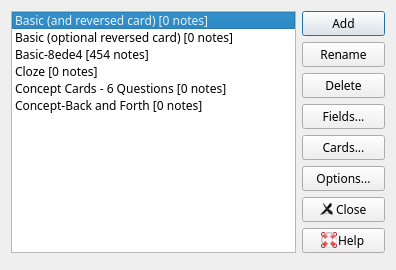 Basic (and reversed card) [0 notes]
Basic (optional reversed card) [0 notes]
Basic-8ede4 [454 notes]
Cloze [0 notes]
Concept Cards - 6 Questions [0 notes]
Concept-Back and Forth [0 notes]
Add
Rename
Delete
Fields...
Cards...
Options...
Close
Help